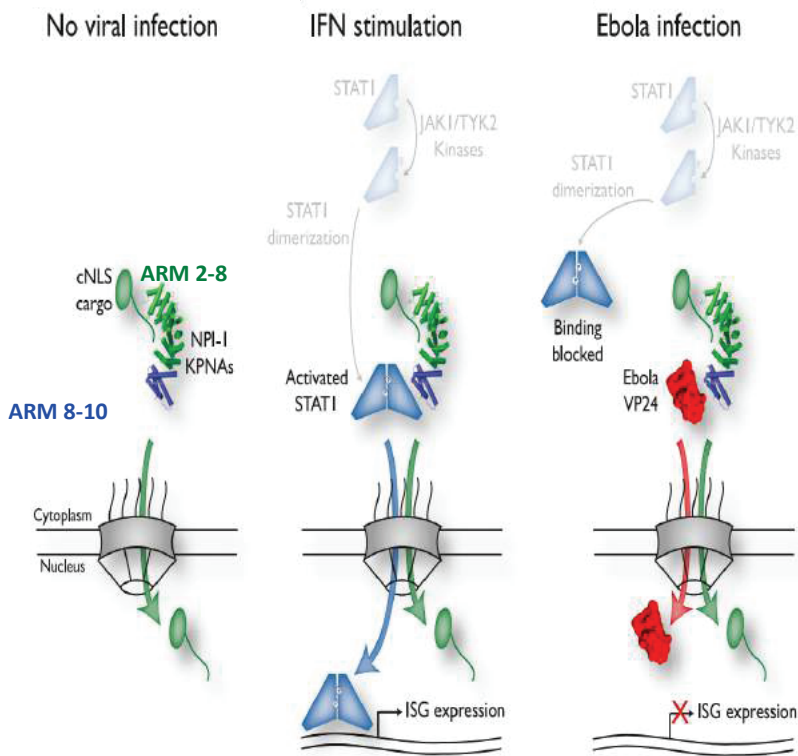 No viral infection
IFN stimulation
Ebola infection
STAT1
JAK1/TYK2
Kinases
STAT1
dimerization
STAT1
JAK1/TYK2
Kinases
STAT1
dimerization
cNLS
cargo
ARM 2-8
NPI-1
KPNAs
ARM 8-10
Activated
STAT1
Binding
blocked
Ebola
VP24
Cytoplasm
Nucleus
ISG expression
ISG expression